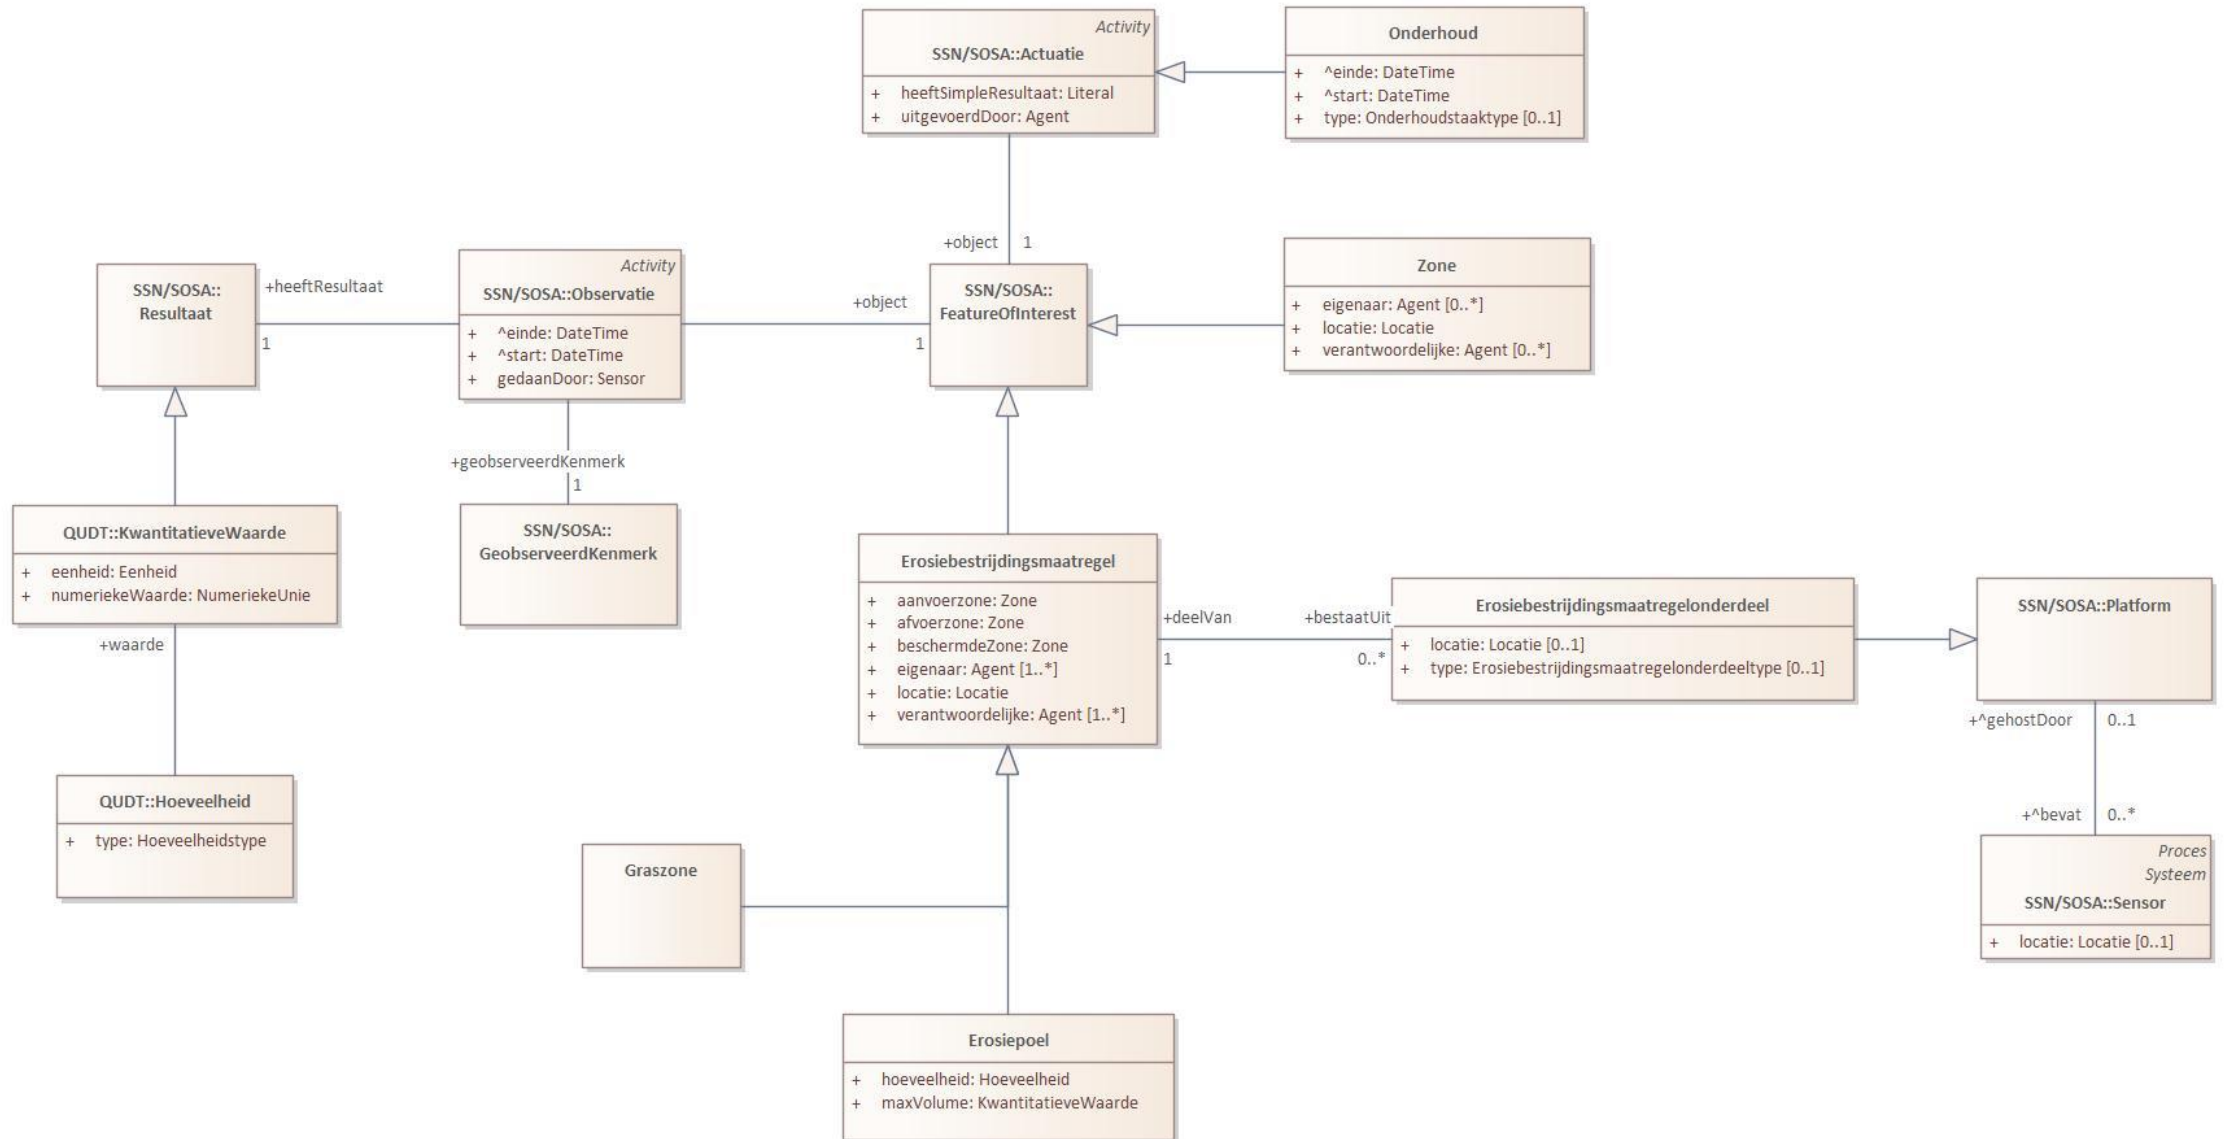 Activity
SSN/SOSA::Actuatie
+ heeftSimpleResultaat: Literal
+ uitgevoerdDoor: Agent
Onderhoud
+ ^einde: DateTime
+ ^start: DateTime
+ type: Onderhoudstaaktype [0..1]
+object 1
SSN/SOSA::
Resultaat
+heeftResultaat
1
Activity
SSN/SOSA::Observatie
+ ^einde: DateTime
+ ^start: DateTime
+ gedaanDoor: Sensor
+object
1
SSN/SOSA::
FeatureOfInterest
Zone
+ eigenaar: Agent [0..*]
+ locatie: Locatie
+ verantwoordelijke: Agent [0..*]
+geobserveerdKenmerk
1
SSN/SOSA::
GeobserveerdKenmerk
QUDT::KwantitatieveWaarde
+ eenheid: Eenheid
+ numeriekeWaarde: NumeriekeUnie
+waarde
QUDT::Hoeveelheid
+ type: Hoeveelheidstype
Erosiebestrijdingsmaatregel
+ aanvoerzone: Zone
+ afvoerzone: Zone
+ beschermdeZone: Zone
+ eigenaar: Agent [1..*]
+ locatie: Locatie
+ verantwoordelijke: Agent [1..*]
+deelVan
1
+bestaatUit
0..*
Erosiebestrijdingsmaatregelonderdeel
+ locatie: Locatie [0..1]
+ type: Erosiebestrijdingsmaatregelonderdeeltype [0..1]
SSN/SOSA::Platform
+^gehostDoor 0..1
+^bevat 0..*
Proces
Systeem
SSN/SOSA::Sensor
+ locatie: Locatie [0..1]
Graszone
Erosiepoel
+ hoeveelheid: Hoeveelheid
+ maxVolume: KwantitatieveWaarde